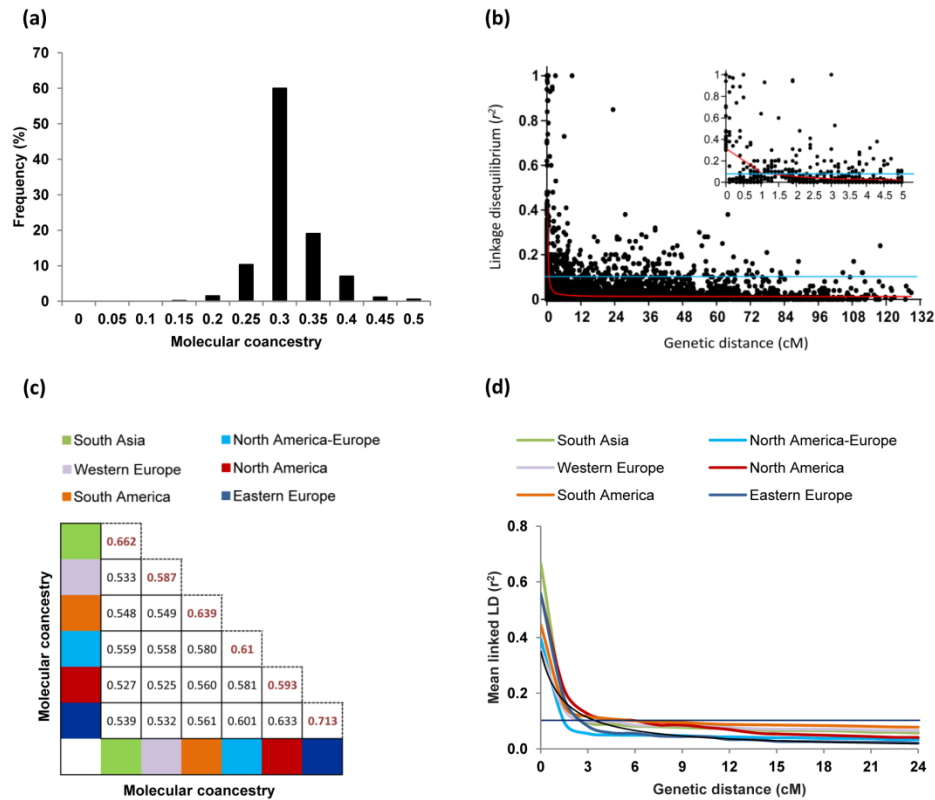 (a)
70
60
50
40
30
20
10
0
Frequency (%)
0 0.05 0.1 0.15 0.2 0.25 0.3 0.35 0.4 0.45 0.5
Molecular coancestry
(b)
1
0.8
0.6
0.4
0.2
0
Linkage disequilibrium (r²)
0 12 24 36 48 60 72 84 96 108 120 132
Genetic distance (cM)
1
0.8
0.6
0.4
0.2
0
0 0.5 1 1.5 2 2.5 3 3.5 4 4.5 5
(c)
South Asia North America-Europe
Western Europe North America
South America Eastern Europe
Molecular coancestry
0.662
0.533 0.587
0.548 0.549 0.639
0.559 0.558 0.580 0.61
0.527 0.525 0.560 0.581 0.593
0.539 0.532 0.561 0.601 0.633 0.713
Molecular coancestry
(d)
South Asia North America-Europe
Western Europe North America
South America Eastern Europe
0.8
0.6
0.4
0.2
0.0
Mean linked LD (r²)
0 3 6 9 12 15 18 21 24
Genetic distance (cM)